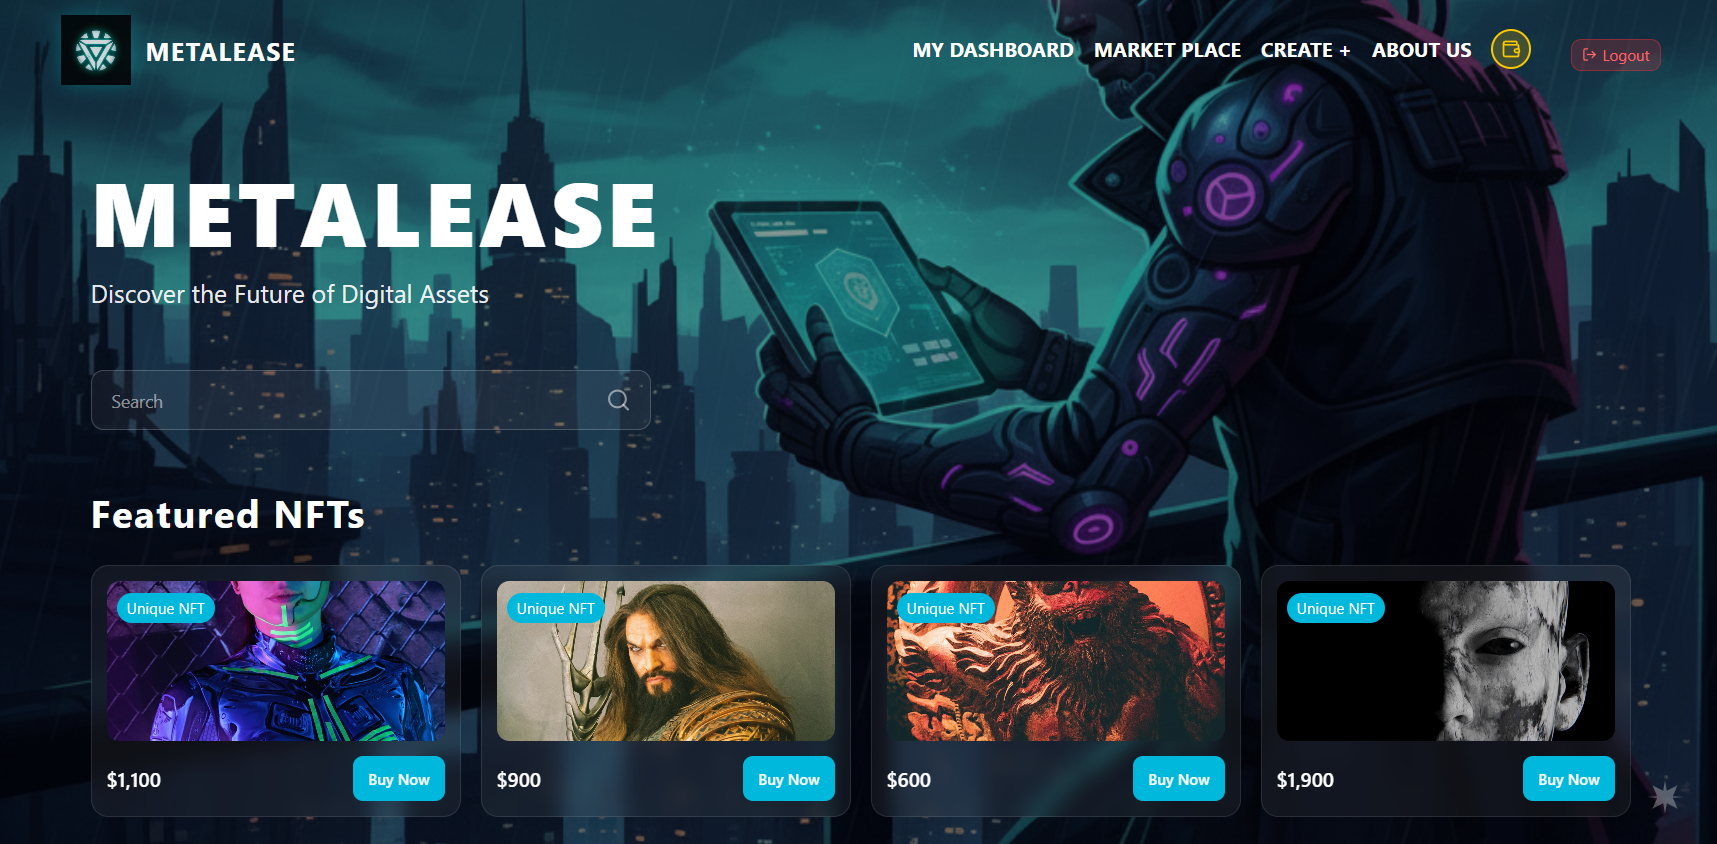 METALEASE
MY DASHBOARD MARKET PLACE CREATE + ABOUT US Logout
METALEASE
Discover the Future of Digital Assets
Search
Featured NFTs
Unique NFT Unique NFT Unique NFT Unique NFT
$1,100 Buy Now $900 Buy Now $600 Buy Now $1,900 Buy Now